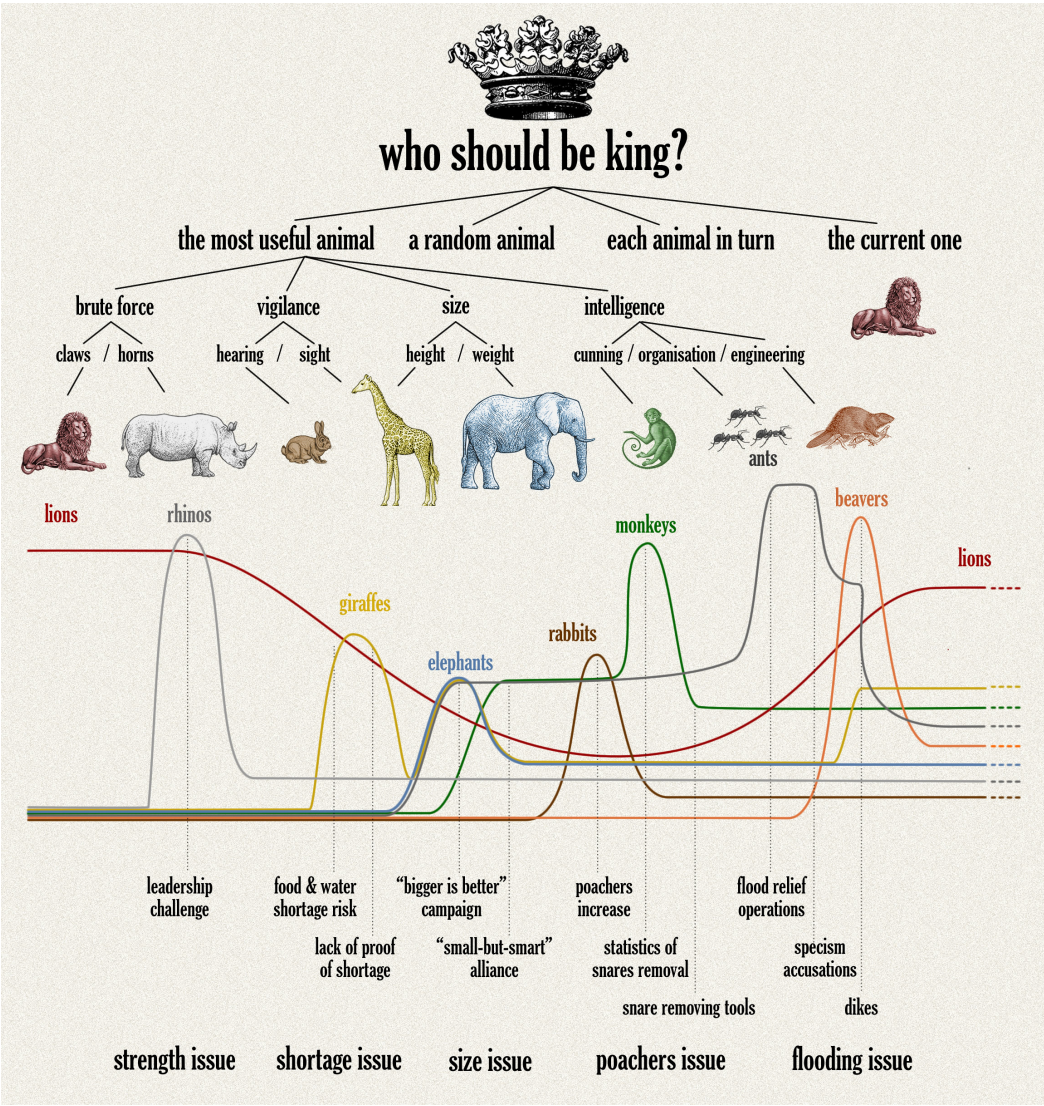 who should be king?
the most useful animal
a random animal
each animal in turn
the current one
brute force
vigilance
size
intelligence
claws / horns
hearing / sight
height / weight
cunning / organisation / engineering
ants
lions
rhinos
monkeys
beavers
lions
giraffes
rabbits
elephants
leadership
challenge
food & water
shortage risk
"bigger is better"
campaign
poachers
increase
flood relief
operations
lack of proof
of shortage
"small-but-smart"
alliance
statistics of
snares removal
specism
accusations
snare removing tools
dikes
strength issue
shortage issue
size issue
poachers issue
flooding issue